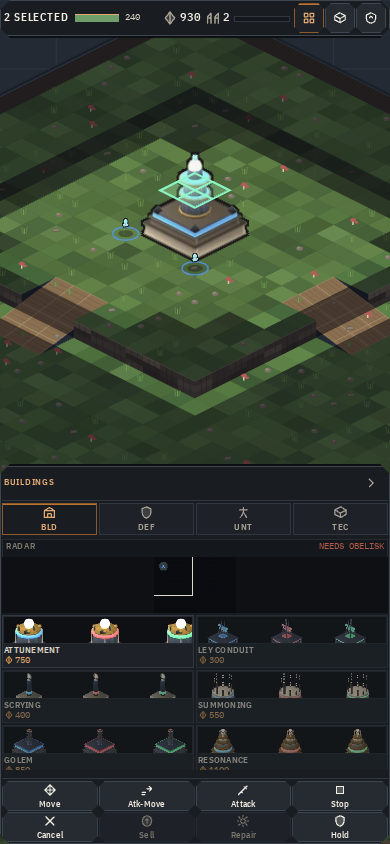 2 SELECTED 240 930 2
BUILDINGS
BLD DEF UNT TEC
RADAR NEEDS OBELISK
ATTUNEMENT LEY CONDUIT
750 300
SCRYING SUMMONING
400 550
GOLEM RESONANCE
Move Atk-Move Attack Stop
Cancel Sell Repair Hold